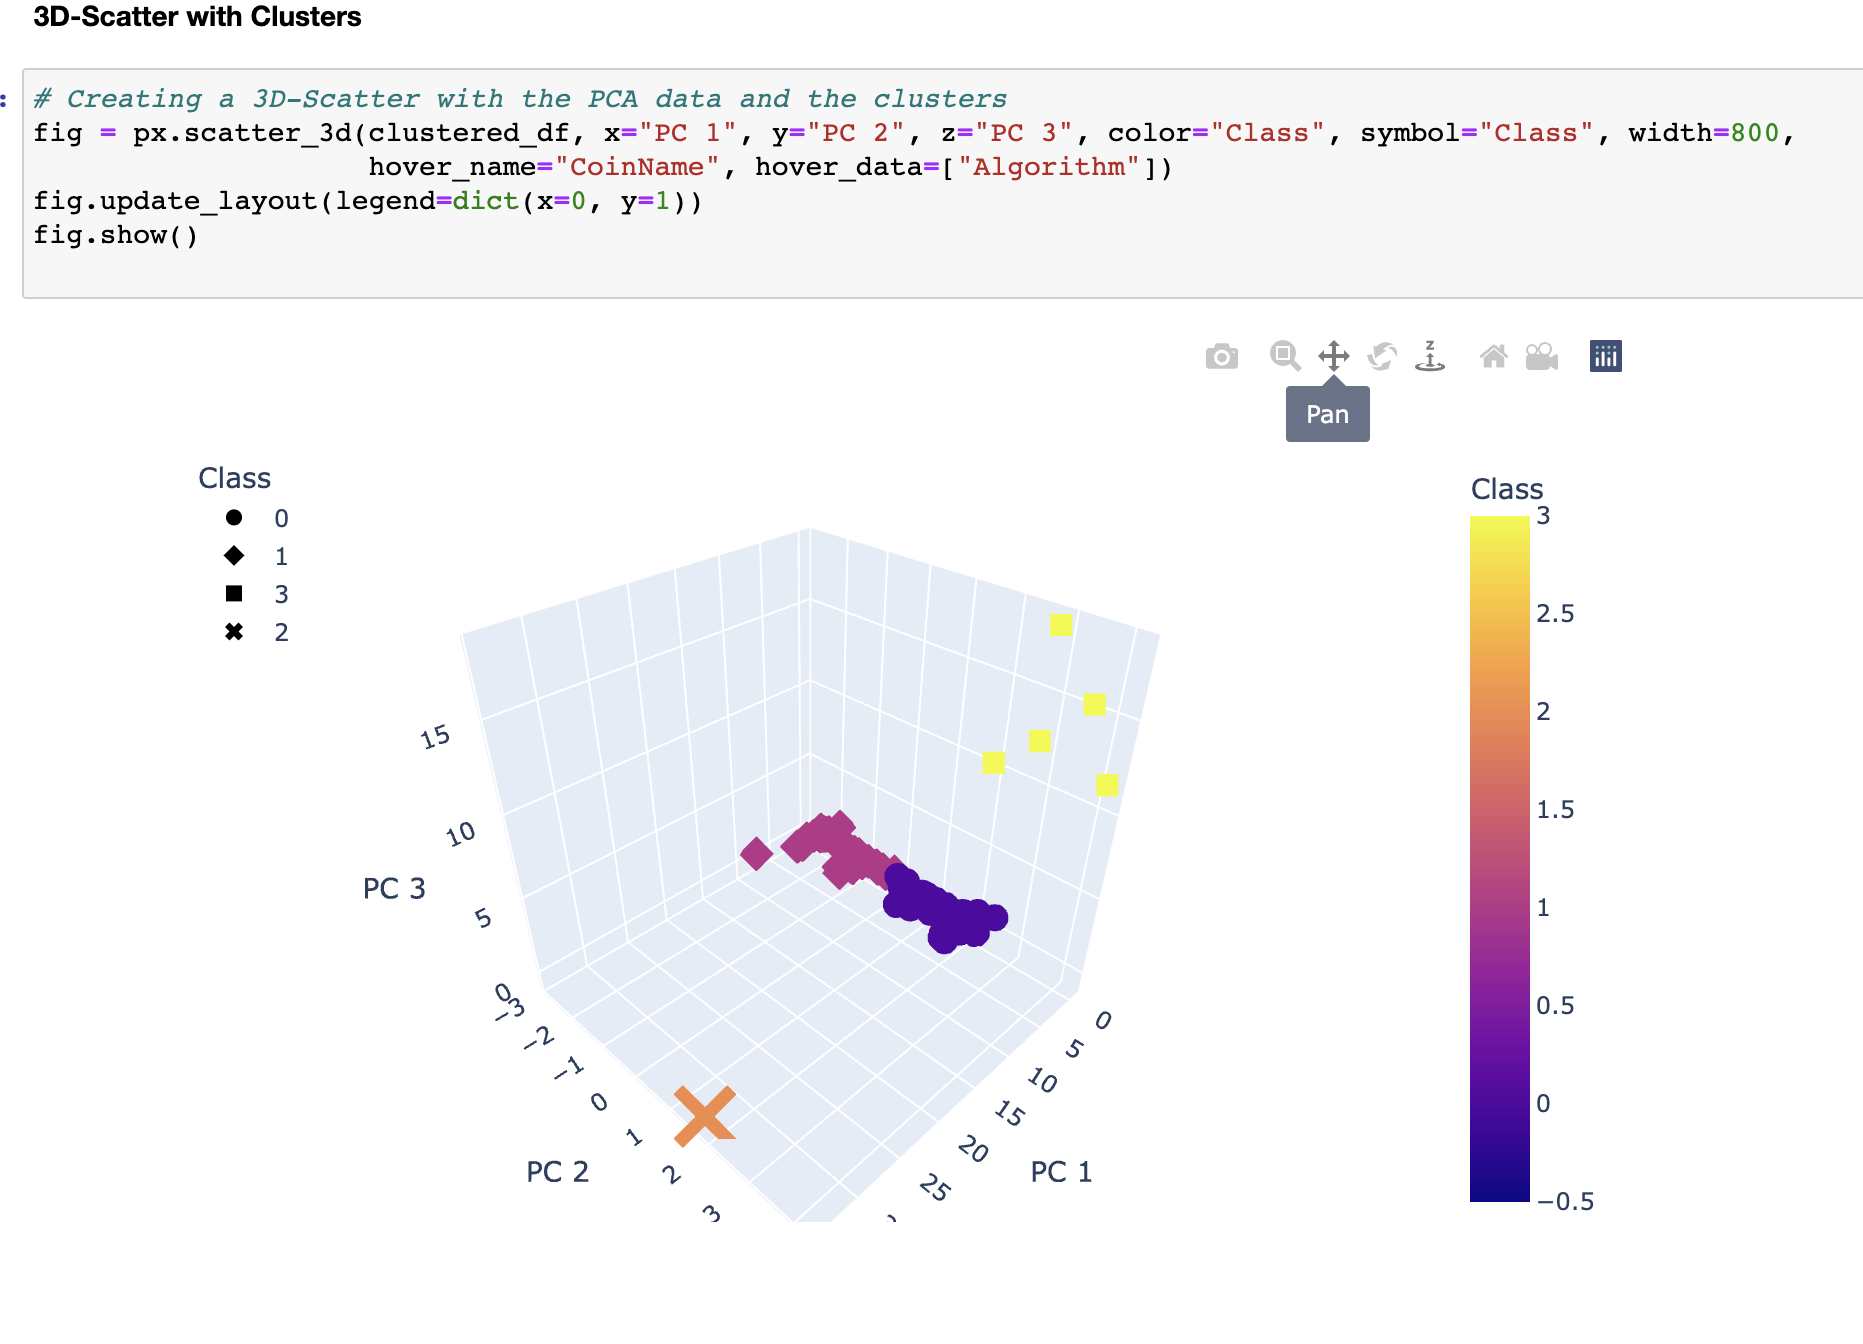 3D-Scatter with Clusters
:
# Creating a 3D-Scatter with the PCA data and the clusters
fig = px.scatter_3d(clustered_df, x="PC 1", y="PC 2", z="PC 3", color="Class", symbol="Class", width=800,
hover_name="CoinName", hover_data=["Algorithm"])
fig.update_layout(legend=dict(x=0, y=1))
fig.show()
z
Pan
Class
0
1
3
2
15
10
5
0
PC 3
−3
−2
−1
0
1
2
3
PC 2
0
5
10
15
20
25
PC 1
Class
3
2.5
2
1.5
1
0.5
0
−0.5